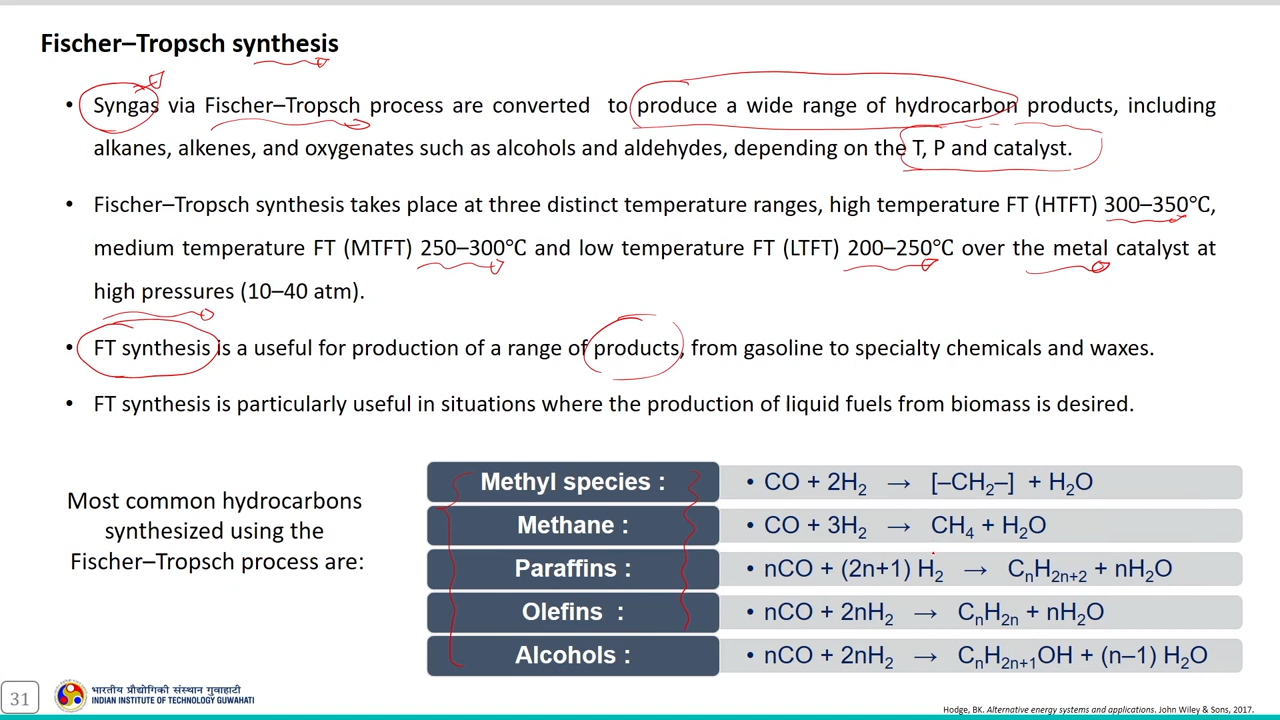 Fischer–Tropsch synthesis
• Syngas via Fischer–Tropsch process are converted to produce a wide range of hydrocarbon products, including
alkanes, alkenes, and oxygenates such as alcohols and aldehydes, depending on the T, P and catalyst.
• Fischer–Tropsch synthesis takes place at three distinct temperature ranges, high temperature FT (HTFT) 300–350°C,
medium temperature FT (MTFT) 250–300°C and low temperature FT (LTFT) 200–250°C over the metal catalyst at
high pressures (10–40 atm).
• FT synthesis is a useful for production of a range of products, from gasoline to specialty chemicals and waxes.
• FT synthesis is particularly useful in situations where the production of liquid fuels from biomass is desired.
Most common hydrocarbons
synthesized using the
Fischer–Tropsch process are:
Methyl species : • CO + 2H₂ → [–CH₂–] + H₂O
Methane : • CO + 3H₂ → CH₄ + H₂O
Paraffins : • nCO + (2n+1) H₂ → CₙH₂ₙ₊₂ + nH₂O
Olefins : • nCO + 2nH₂ → CₙH₂ₙ + nH₂O
Alcohols : • nCO + 2nH₂ → CₙH₂ₙ₊₁OH + (n–1) H₂O
31
भारतीय प्रौद्योगिकी संस्थान गुवाहाटी
INDIAN INSTITUTE OF TECHNOLOGY GUWAHATI
Hodge, BK. Alternative energy systems and applications. John Wiley & Sons, 2017.